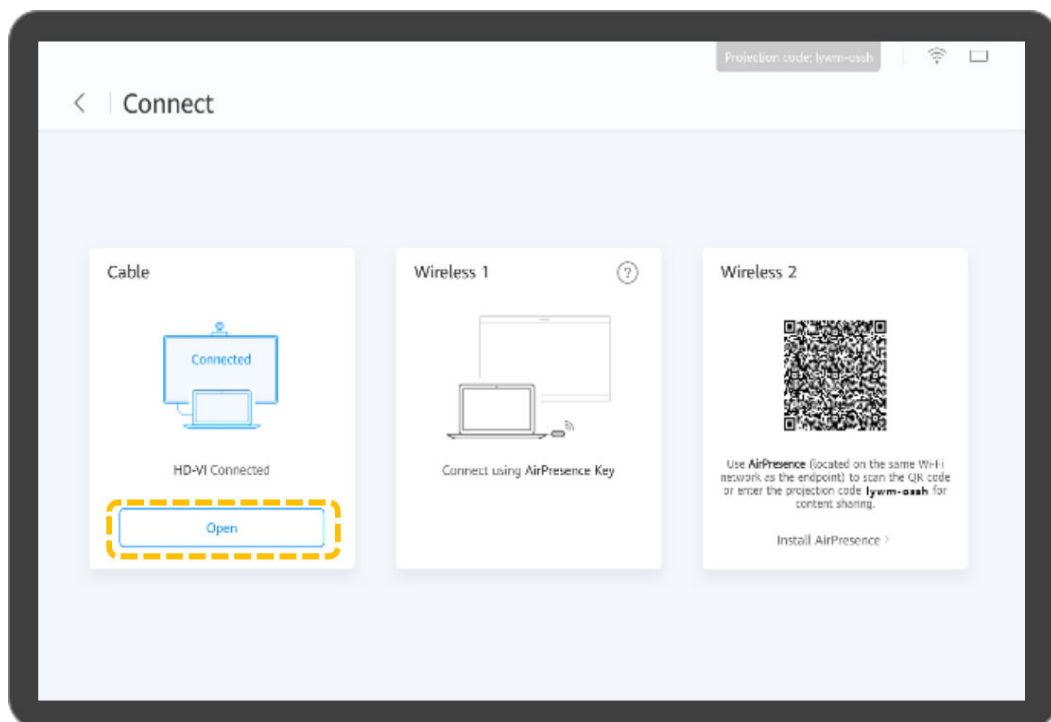 Projection code: lywm-ossh
Connect
Cable
Connected
HD-VI Connected
Open
Wireless 1
?
Connect using AirPresence Key
Wireless 2
Use AirPresence (located on the same Wi-Fi
network as the endpoint) to scan the QR code
or enter the projection code lywm-ossh for
content sharing.
Install AirPresence >